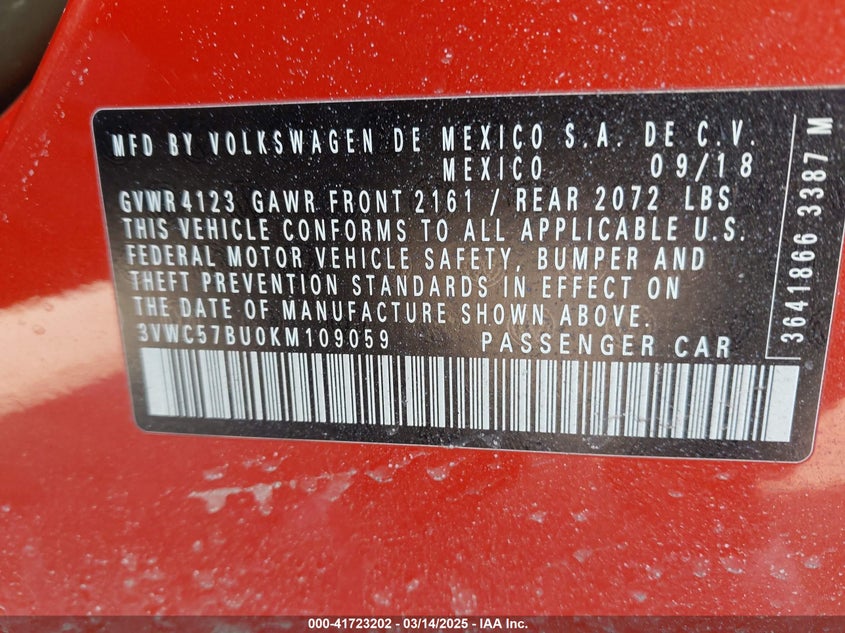 MFD BY VOLKSWAGEN DE MEXICO S.A. DE C.V.
MEXICO 09/18
GVWR 4123 GAWR FRONT 2161 / REAR 2072 LBS
THIS VEHICLE CONFORMS TO ALL APPLICABLE U.S.
FEDERAL MOTOR VEHICLE SAFETY, BUMPER AND
THEFT PREVENTION STANDARDS IN EFFECT ON
THE DATE OF MANUFACTURE SHOWN ABOVE.
3VWC57BU0KM109059 PASSENGER CAR
3641866 3387 M
000-41723202 - 03/14/2025 - IAA Inc.